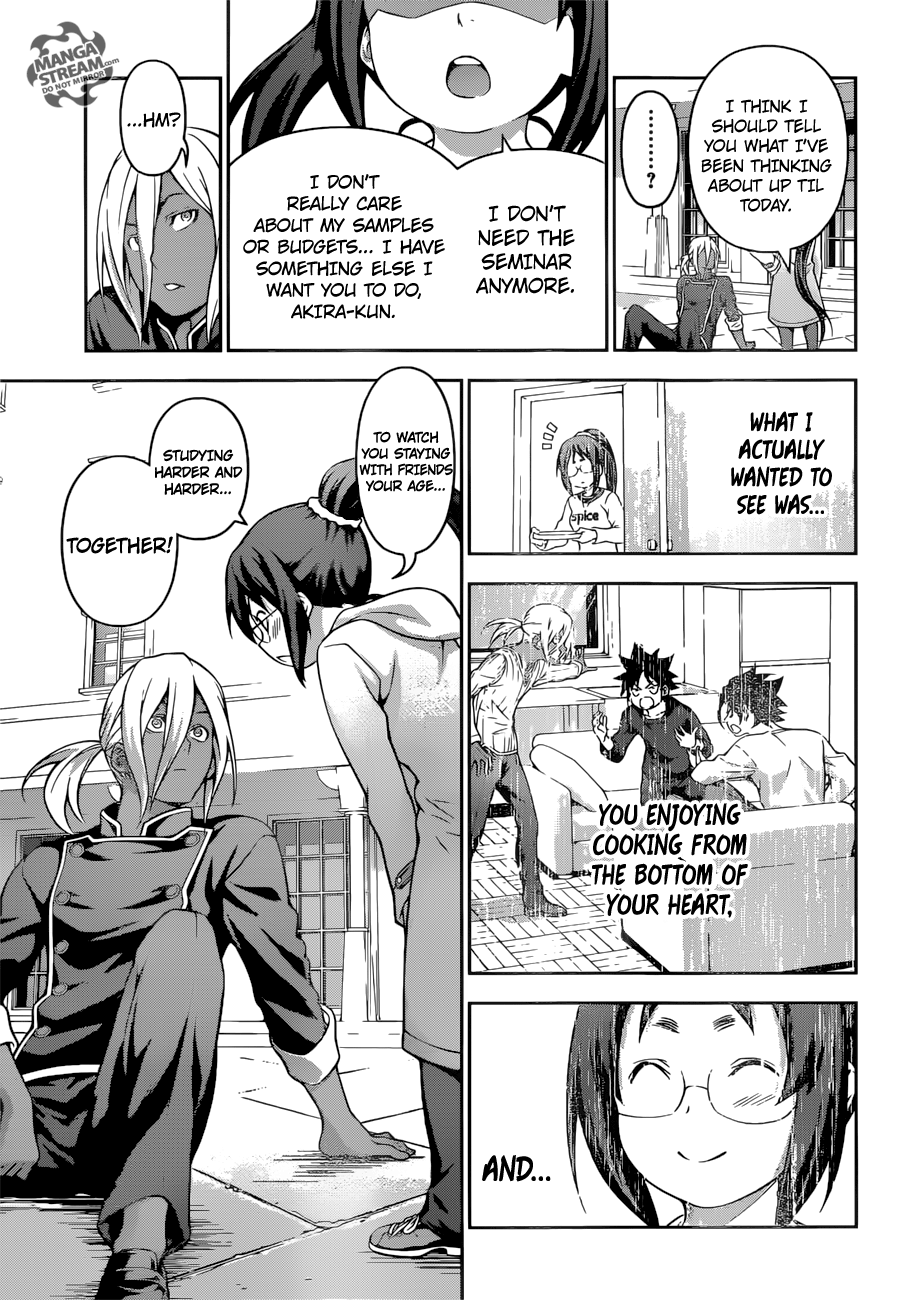 MANGA
STREAM
.com
DO NOT MIRROR
I THINK I
SHOULD TELL
YOU WHAT I'VE
BEEN THINKING
ABOUT UP TIL
TODAY.
.........?
I DON'T
NEED THE
SEMINAR
ANYMORE.
I DON'T
REALLY CARE
ABOUT MY SAMPLES
OR BUDGETS... I HAVE
SOMETHING ELSE I
WANT YOU TO DO,
AKIRA-KUN.
...HM?
WHAT I
ACTUALLY
WANTED TO
SEE WAS...
spice
YOU ENJOYING
COOKING FROM
THE BOTTOM OF
YOUR HEART,
AND...
TO WATCH
YOU STAYING
WITH FRIENDS
YOUR AGE...
STUDYING
HARDER AND
HARDER...
TOGETHER!